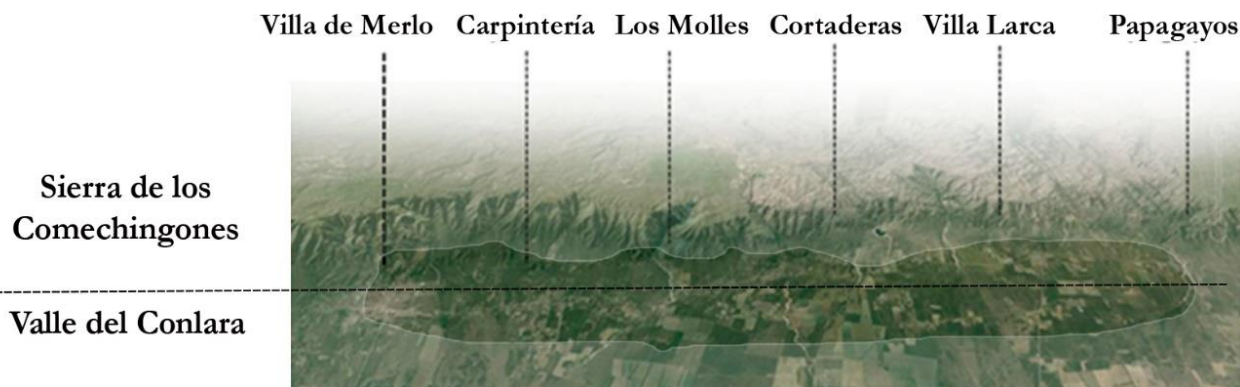 Villa de Merlo Carpintería Los Molles Cortaderas Villa Larca Papagayos
Sierra de los
Comechingones
Valle del Conlara